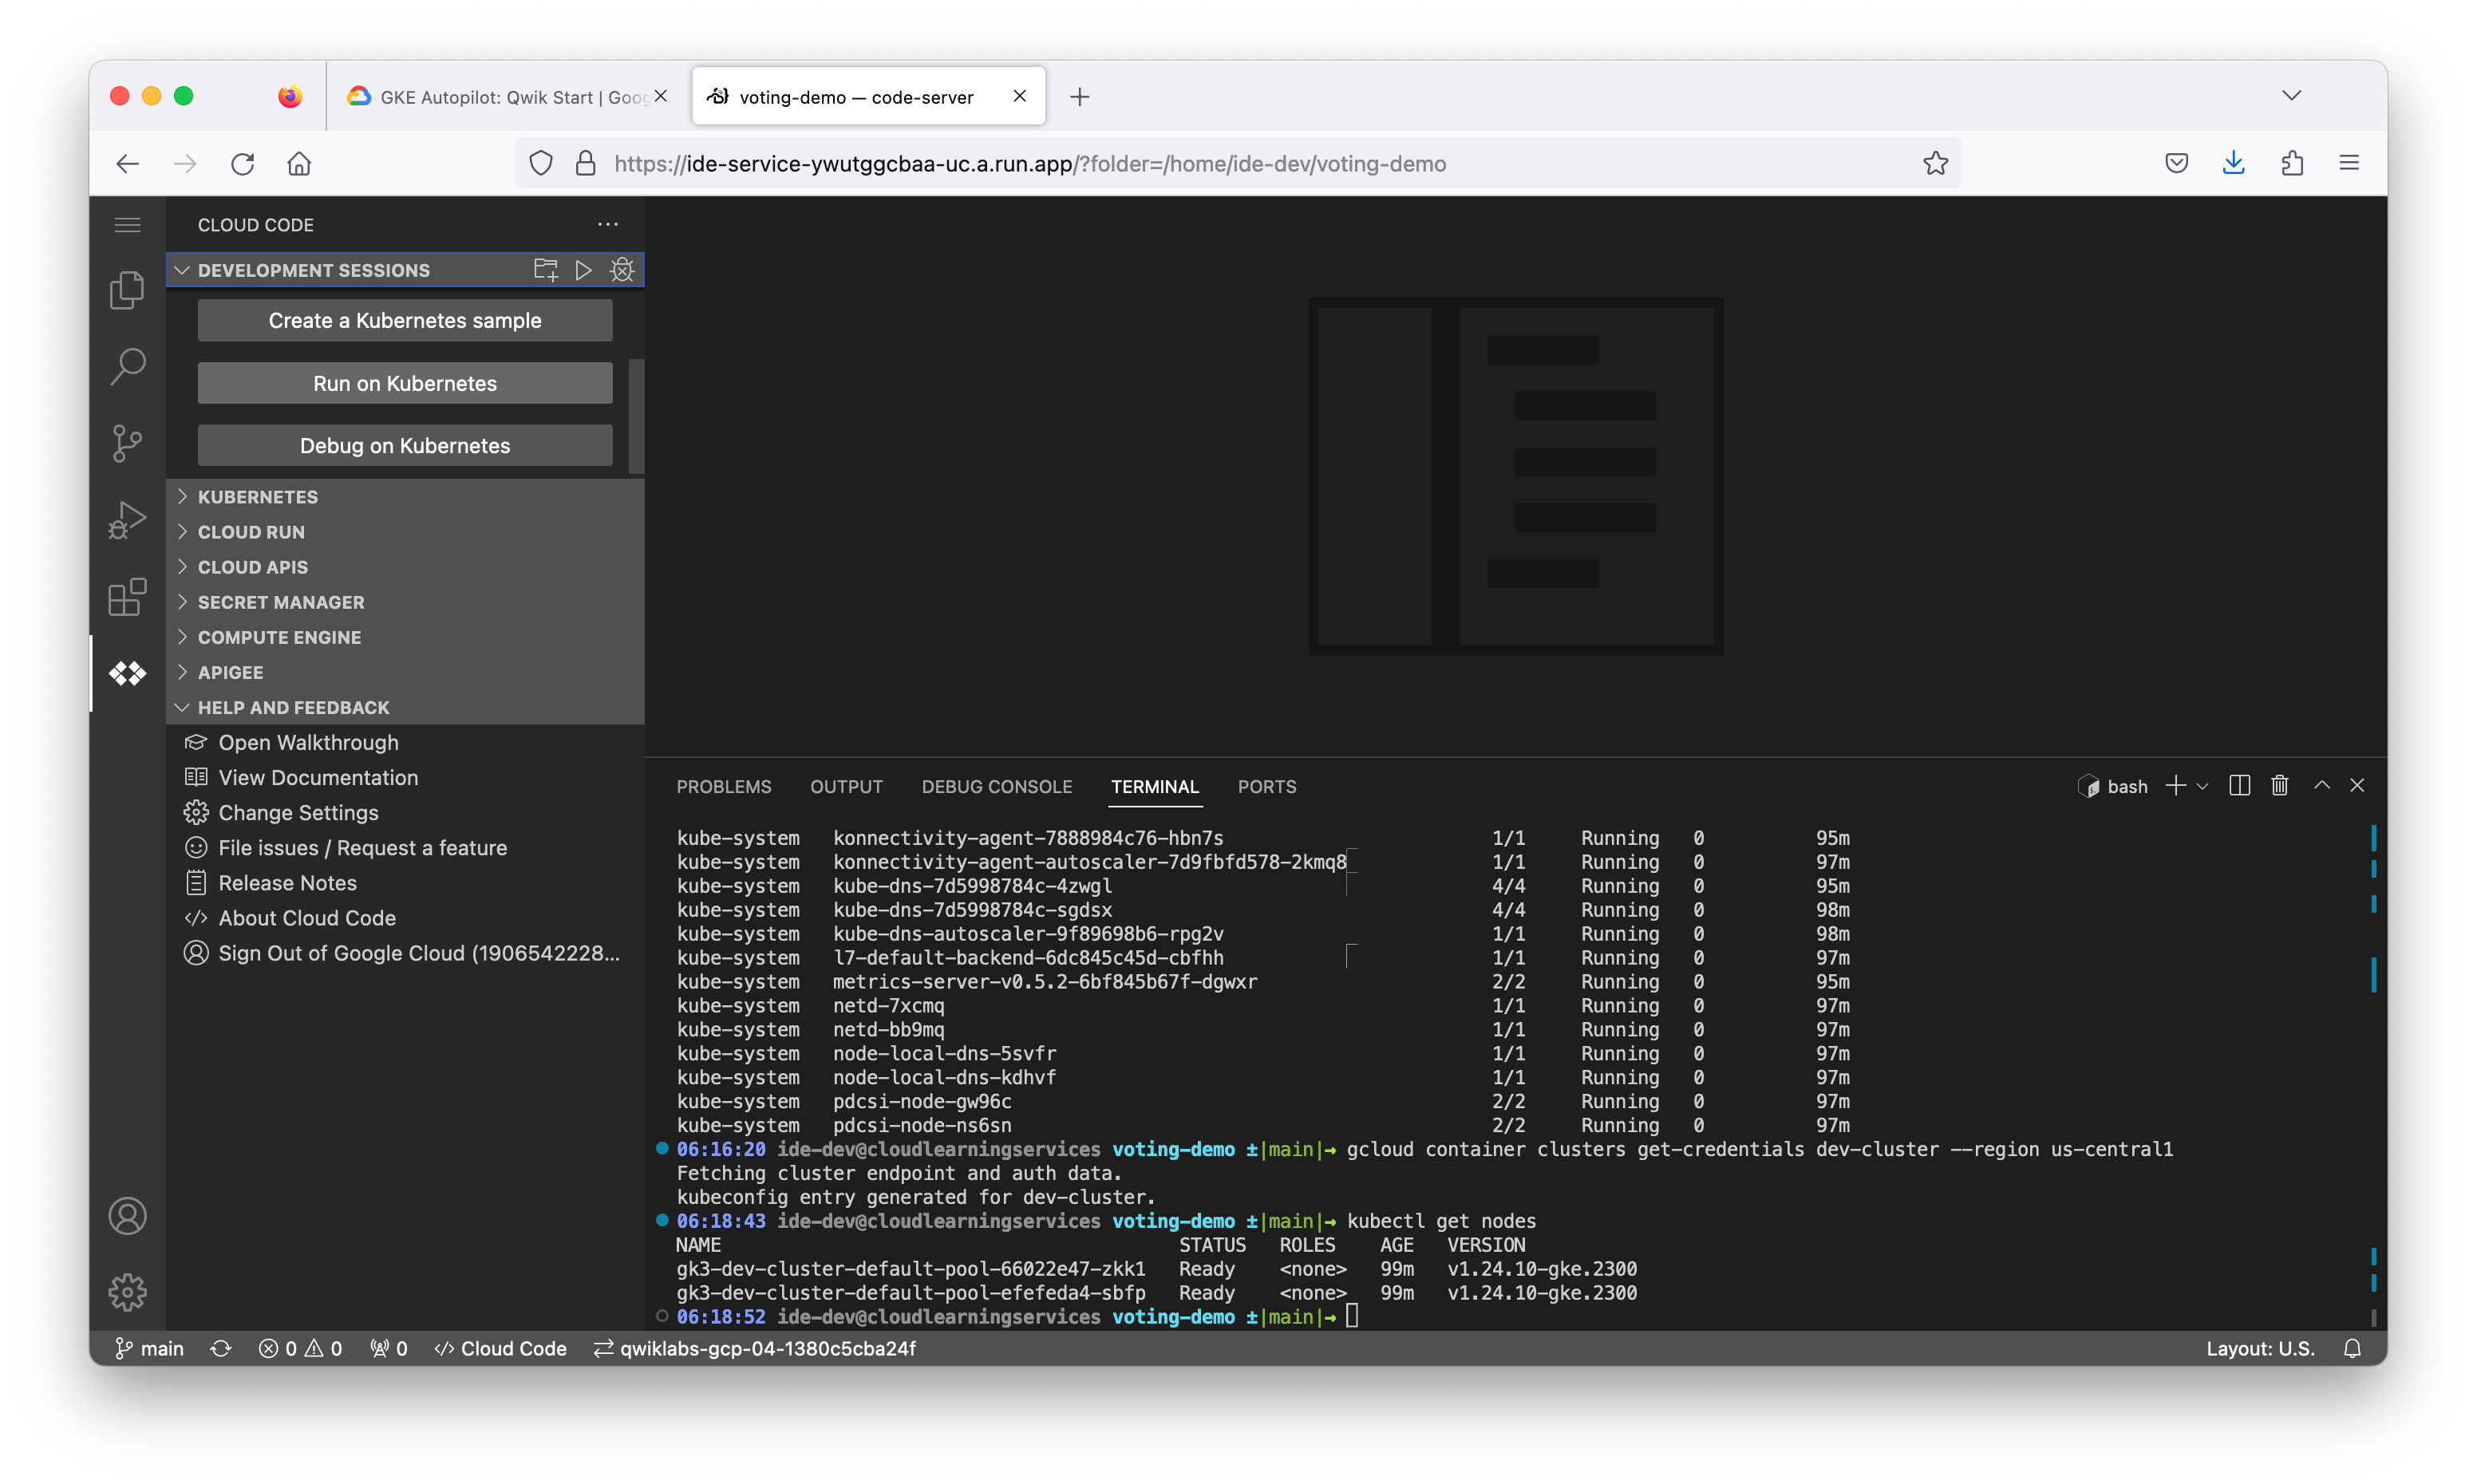 GKE Autopilot: Qwik Start | Goog
voting-demo — code-server
https://ide-service-ywutggcbaa-uc.a.run.app/?folder=/home/ide-dev/voting-demo
CLOUD CODE
DEVELOPMENT SESSIONS
Create a Kubernetes sample
Run on Kubernetes
Debug on Kubernetes
KUBERNETES
CLOUD RUN
CLOUD APIS
SECRET MANAGER
COMPUTE ENGINE
APIGEE
HELP AND FEEDBACK
Open Walkthrough
View Documentation
Change Settings
File issues / Request a feature
Release Notes
About Cloud Code
Sign Out of Google Cloud (1906542228...
PROBLEMS OUTPUT DEBUG CONSOLE TERMINAL PORTS bash
kube-system konnectivity-agent-7888984c76-hbn7s 1/1 Running 0 95m
kube-system konnectivity-agent-autoscaler-7d9fbfd578-2kmq8 1/1 Running 0 97m
kube-system kube-dns-7d5998784c-4zwgl 4/4 Running 0 95m
kube-system kube-dns-7d5998784c-sgdsx 4/4 Running 0 98m
kube-system kube-dns-autoscaler-9f89698b6-rpg2v 1/1 Running 0 98m
kube-system l7-default-backend-6dc845c45d-cbfhh 1/1 Running 0 97m
kube-system metrics-server-v0.5.2-6bf845b67f-dgwxr 2/2 Running 0 95m
kube-system netd-7xcmq 1/1 Running 0 97m
kube-system netd-bb9mq 1/1 Running 0 97m
kube-system node-local-dns-5svfr 1/1 Running 0 97m
kube-system node-local-dns-kdhvf 1/1 Running 0 97m
kube-system pdcsi-node-gw96c 2/2 Running 0 97m
kube-system pdcsi-node-ns6sn 2/2 Running 0 97m
06:16:20 ide-dev@cloudlearningservices voting-demo ±|main|→ gcloud container clusters get-credentials dev-cluster --region us-central1
Fetching cluster endpoint and auth data.
kubeconfig entry generated for dev-cluster.
06:18:43 ide-dev@cloudlearningservices voting-demo ±|main|→ kubectl get nodes
NAME STATUS ROLES AGE VERSION
gk3-dev-cluster-default-pool-66022e47-zkk1 Ready <none> 99m v1.24.10-gke.2300
gk3-dev-cluster-default-pool-efefeda4-sbfp Ready <none> 99m v1.24.10-gke.2300
06:18:52 ide-dev@cloudlearningservices voting-demo ±|main|→
main 0 0 0 </> Cloud Code qwiklabs-gcp-04-1380c5cba24f Layout: U.S.